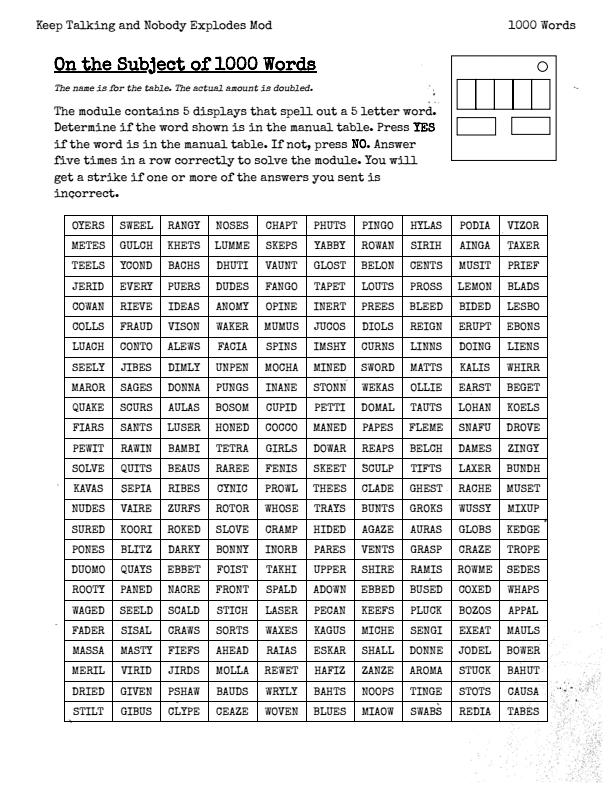 Keep Talking and Nobody Explodes Mod 1000 Words
On the Subject of 1000 Words
The name is for the table. The actual amount is doubled.
The module contains 5 displays that spell out a 5 letter word.
Determine if the word shown is in the manual table. Press YES
if the word is in the manual table. If not, press NO. Answer
five times in a row correctly to solve the module. You will
get a strike if one or more of the answers you sent is
incorrect.
OYERS SWEEL RANGY NOSES CHAPT PHUTS PINGO HYLAS PODIA VIZOR
METES GULCH KHETS LUMME SKEPS YABBY ROWAN SIRIH AINGA TAXER
TEELS YCOND BACHS DHUTI VAUNT GLOST BELON CENTS MUSIT PRIEF
JERID EVERY PUERS DUDES FANGO TAPET LOUTS PROSS LEMON BLADS
COWAN RIEVE IDEAS ANOMY OPINE INERT PREES BLEED BIDED LESBO
COLLS FRAUD VISON WAKER MUMUS JUCOS DIOLS REIGN ERUPT EBONS
LUACH CONTO ALEWS FACIA SPINS IMSHY CURNS LINNS DOING LIENS
SEELY JIBES DIMLY UNPEN MOCHA MINED SWORD MATTS KALIS WHIRR
MAROR SAGES DONNA PUNGS INANE STONN WEKAS OLLIE EARST BEGET
QUAKE SCURS AULAS BOSOM CUPID PETTI DOMAL TAUTS LOHAN KOELS
FIARS SANTS LUSER HONED COCCO MANED PAPES FLEME SNAFU DROVE
PEWIT RAWIN BAMBI TETRA GIRLS DOWAR REAPS BELCH DAMES ZINGY
SOLVE QUITS BEAUS RAREE FENIS SKEET SCULP TIFTS LAXER BUNDH
KAVAS SEPIA RIBES CYNIC PROWL THEES CLADE GHEST RACHE MUSET
NUDES VAIRE ZURFS ROTOR WHOSE TRAYS BUNTS GROKS WUSSY MIXUP
SURED KOORI ROKED SLOVE CRAMP HIDED AGAZE AURAS GLOBS KEDGE
PONES BLITZ DARKY BONNY INORB PARES VENTS GRASP CRAZE TROPE
DUOMO QUAYS EBBET FOIST TAKHI UPPER SHIRE RAMIS ROWME SEDES
ROOTY PANED NACRE FRONT SPALD ADOWN EBBED BUSED COXED WHAPS
WAGED SEELD SCALD STICH LASER PECAN KEEFS PLUCK BOZOS APPAL
FADER SISAL CRAWS SORTS WAXES KAGUS MICHE SENGI EXEAT MAULS
MASSA MASTY FIEFS AHEAD RAIAS ESKAR SHALL DONNE JODEL BOWER
MERIL VIRID JIRDS MOLLA REWET HAFIZ ZANZE AROMA STUCK BAHUT
DRIED GIVEN PSHAW BAUDS WRYLY BAHTS NOOPS TINGE STOTS CAUSA
STILT GIBUS CLYPE CEAZE WOVEN BLUES MIAOW SWABS REDIA TABES